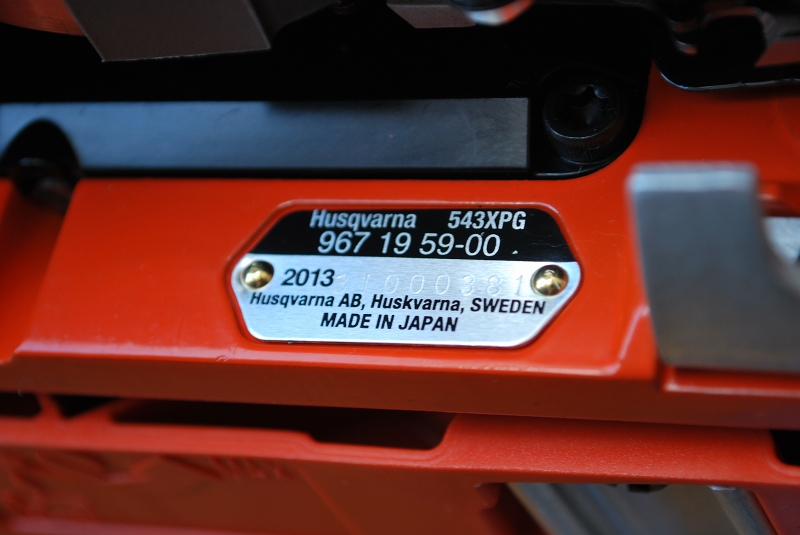 Husqvarna 543XPG
967 19 59-00
2013
Husqvarna AB, Huskvarna, SWEDEN
MADE IN JAPAN